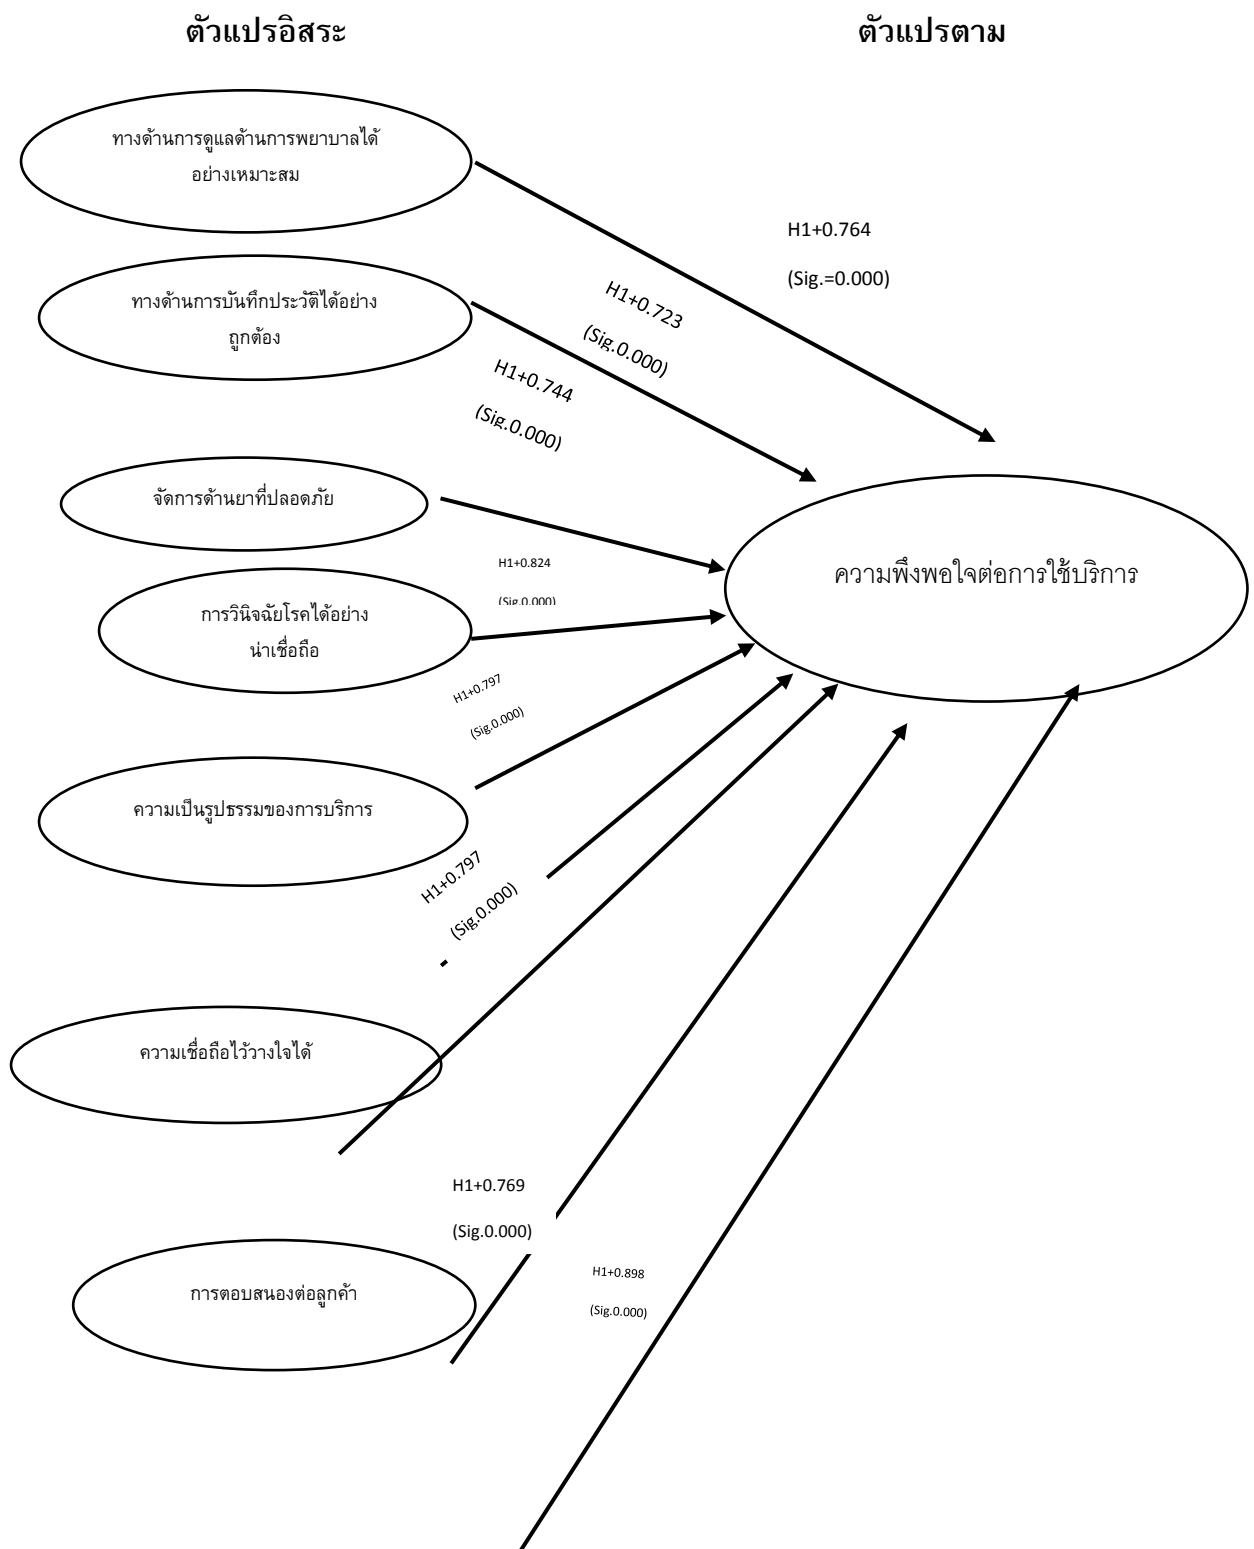 ตัวแปรอิสระ
ตัวแปรตาม
ทางด้านการดูแลด้านการพยาบาลได้
อย่างเหมาะสม
H1+0.764
(Sig.=0.000)
ทางด้านการบันทึกประวัติได้อย่าง
ถูกต้อง
H1+0.723
(Sig.0.000)
H1+0.744
(Sig.0.000)
จัดการด้านยาที่ปลอดภัย
H1+0.824
(Sig.0.000)
ความพึงพอใจต่อการใช้บริการ
การวินิจฉัยโรคได้อย่าง
น่าเชื่อถือ
H1+0.797
(Sig.0.000)
ความเป็นรูปธรรมของการบริการ
H1+0.797
(Sig.0.000)
ความเชื่อถือไว้วางใจได้
H1+0.769
(Sig.0.000)
การตอบสนองต่อลูกค้า
H1+0.898
(Sig.0.000)